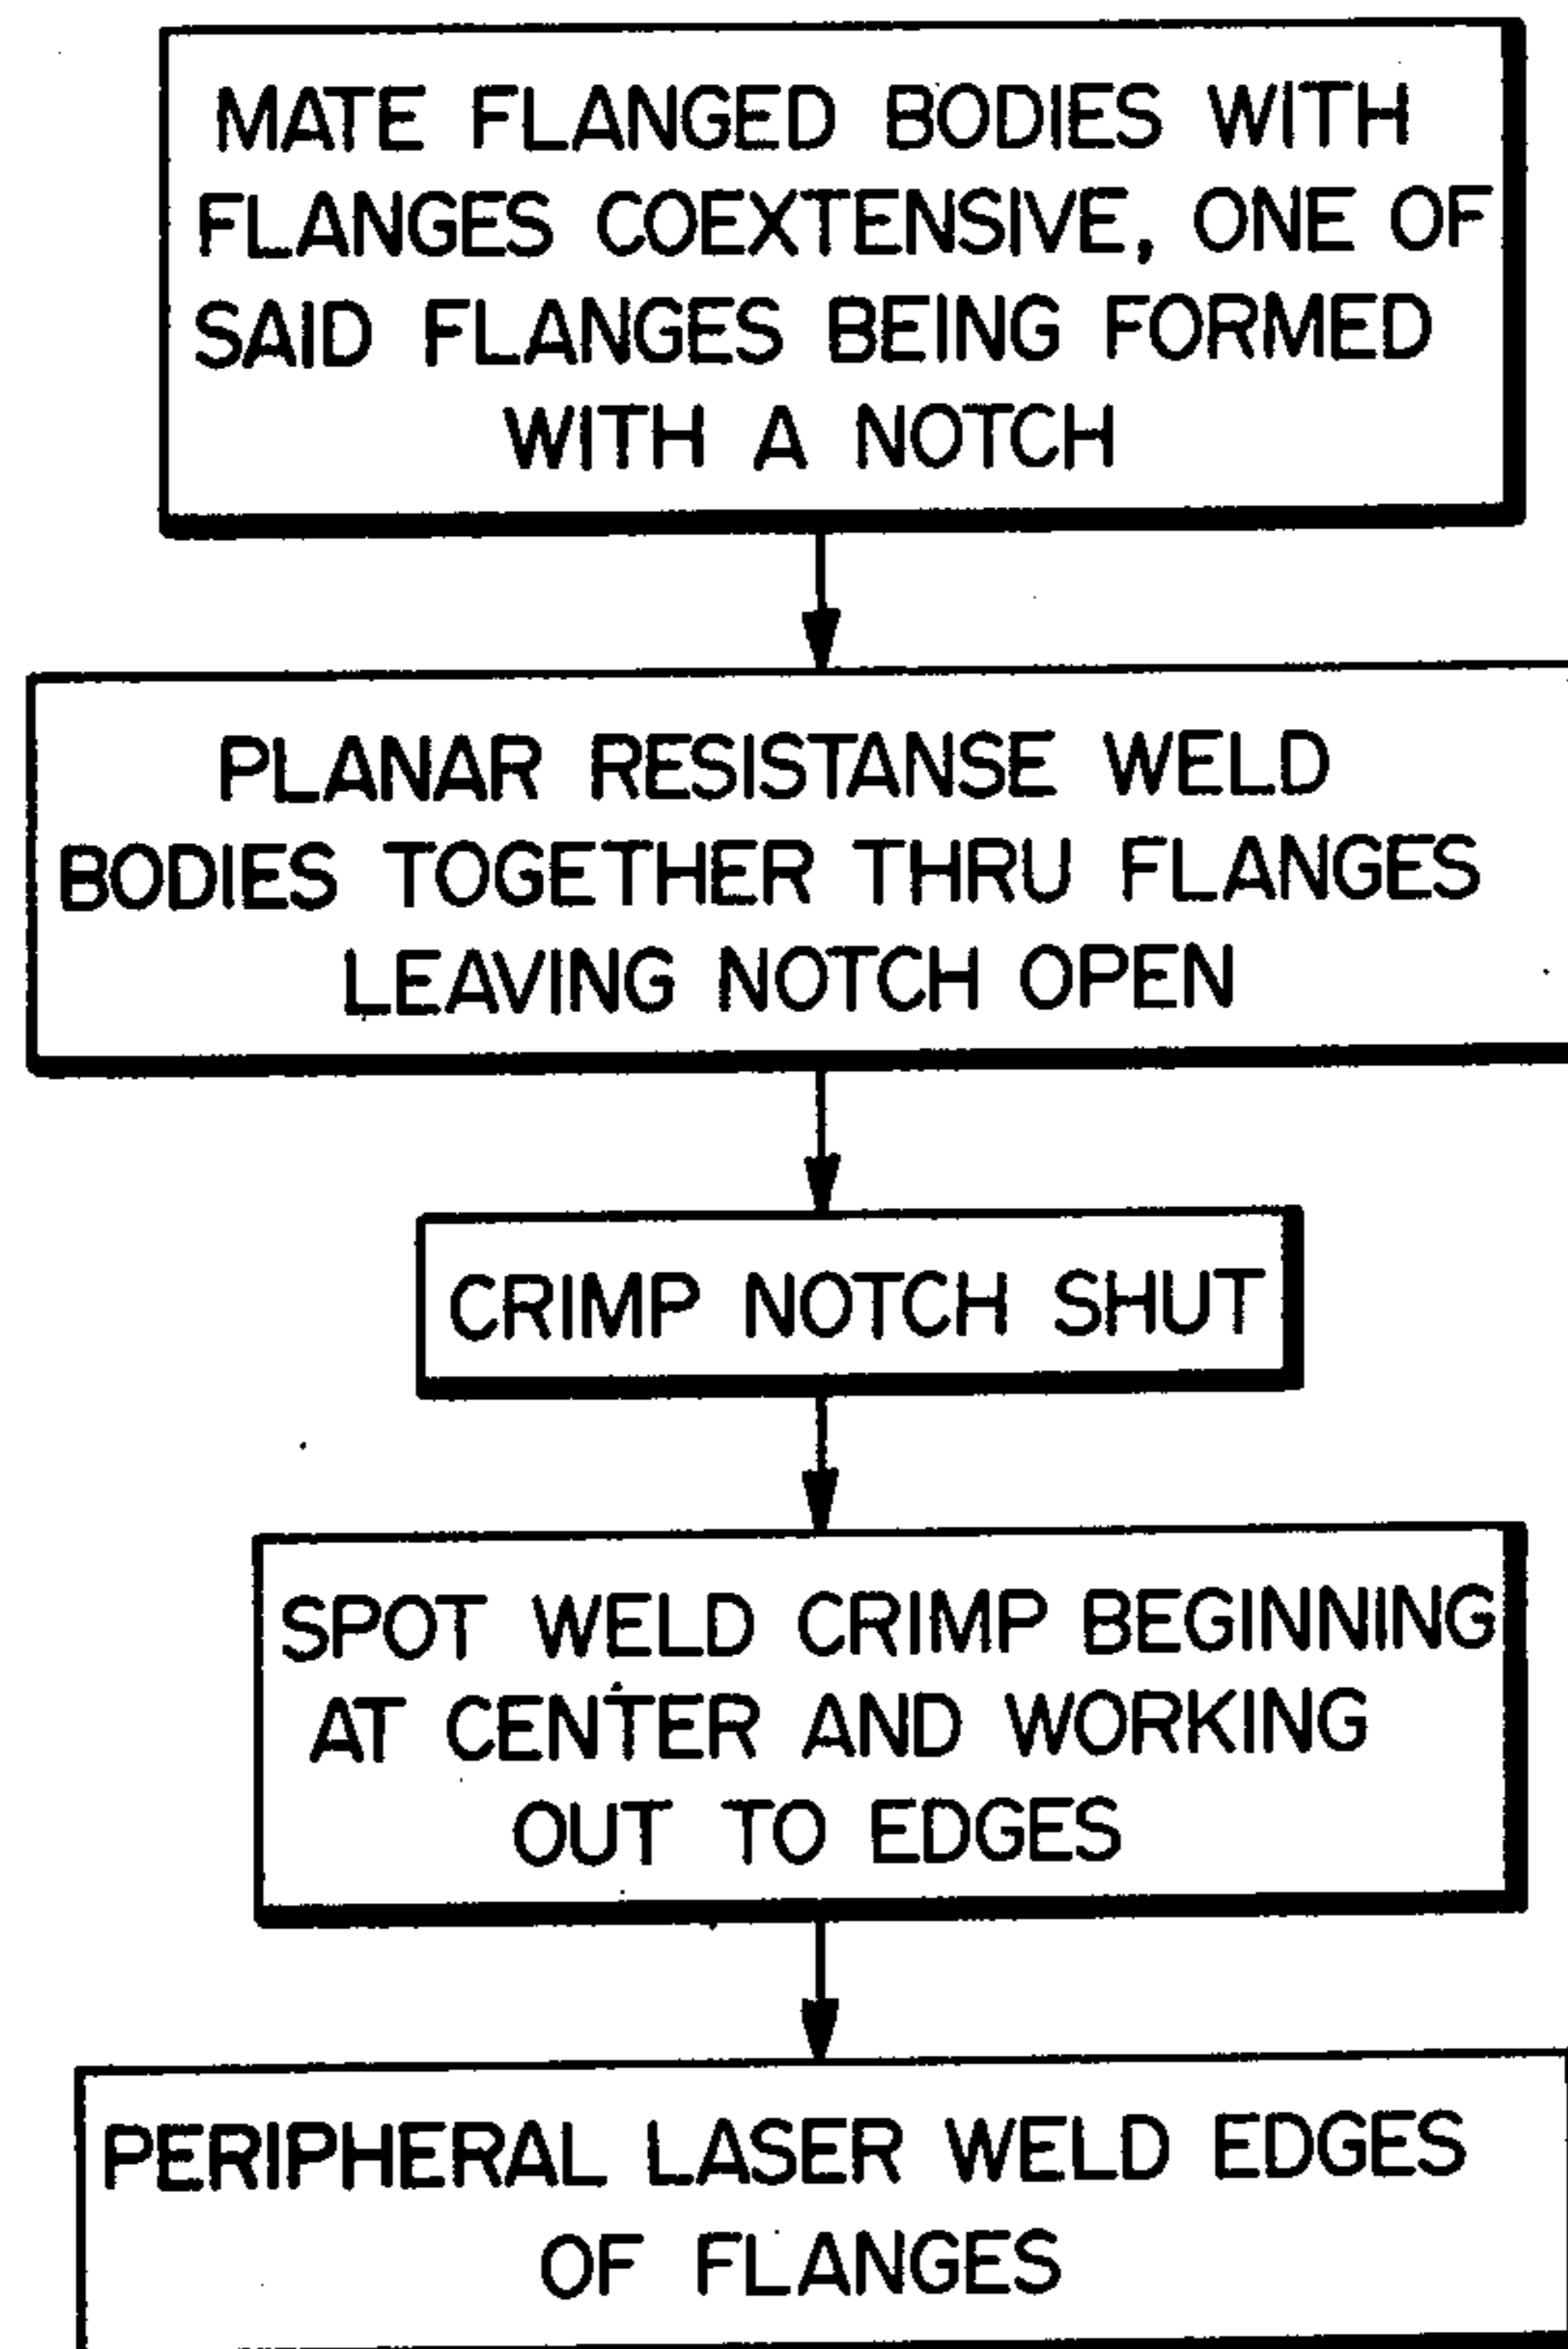 MATE FLANGED BODIES WITH
FLANGES COEXTENSIVE, ONE OF
SAID FLANGES BEING FORMED
WITH A NOTCH
PLANAR RESISTANSE WELD
BODIES TOGETHER THRU FLANGES
LEAVING NOTCH OPEN
CRIMP NOTCH SHUT
SPOT WELD CRIMP BEGINNING
AT CENTER AND WORKING
OUT TO EDGES
PERIPHERAL LASER WELD EDGES
OF FLANGES